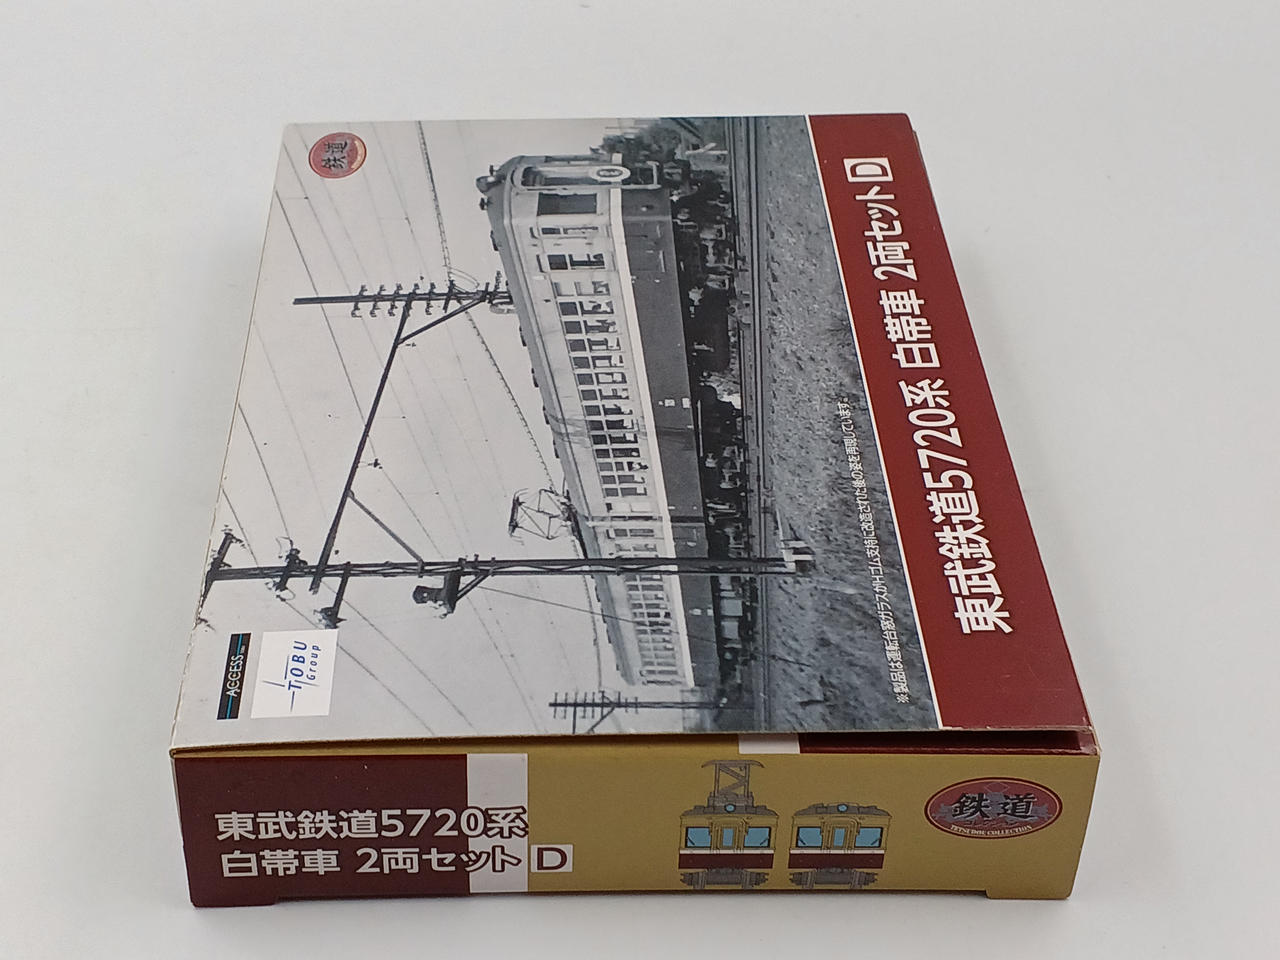 鉄道
東武鉄道5720系 白帯車 2両セット D
※製品は運転台窓ガラスがHゴム支持に改造された後の姿を再現しています。
ACCESS
TOBU
Group
東武鉄道5720系
白帯車 2両セット D
鉄道
TETSUDOU COLLECTION